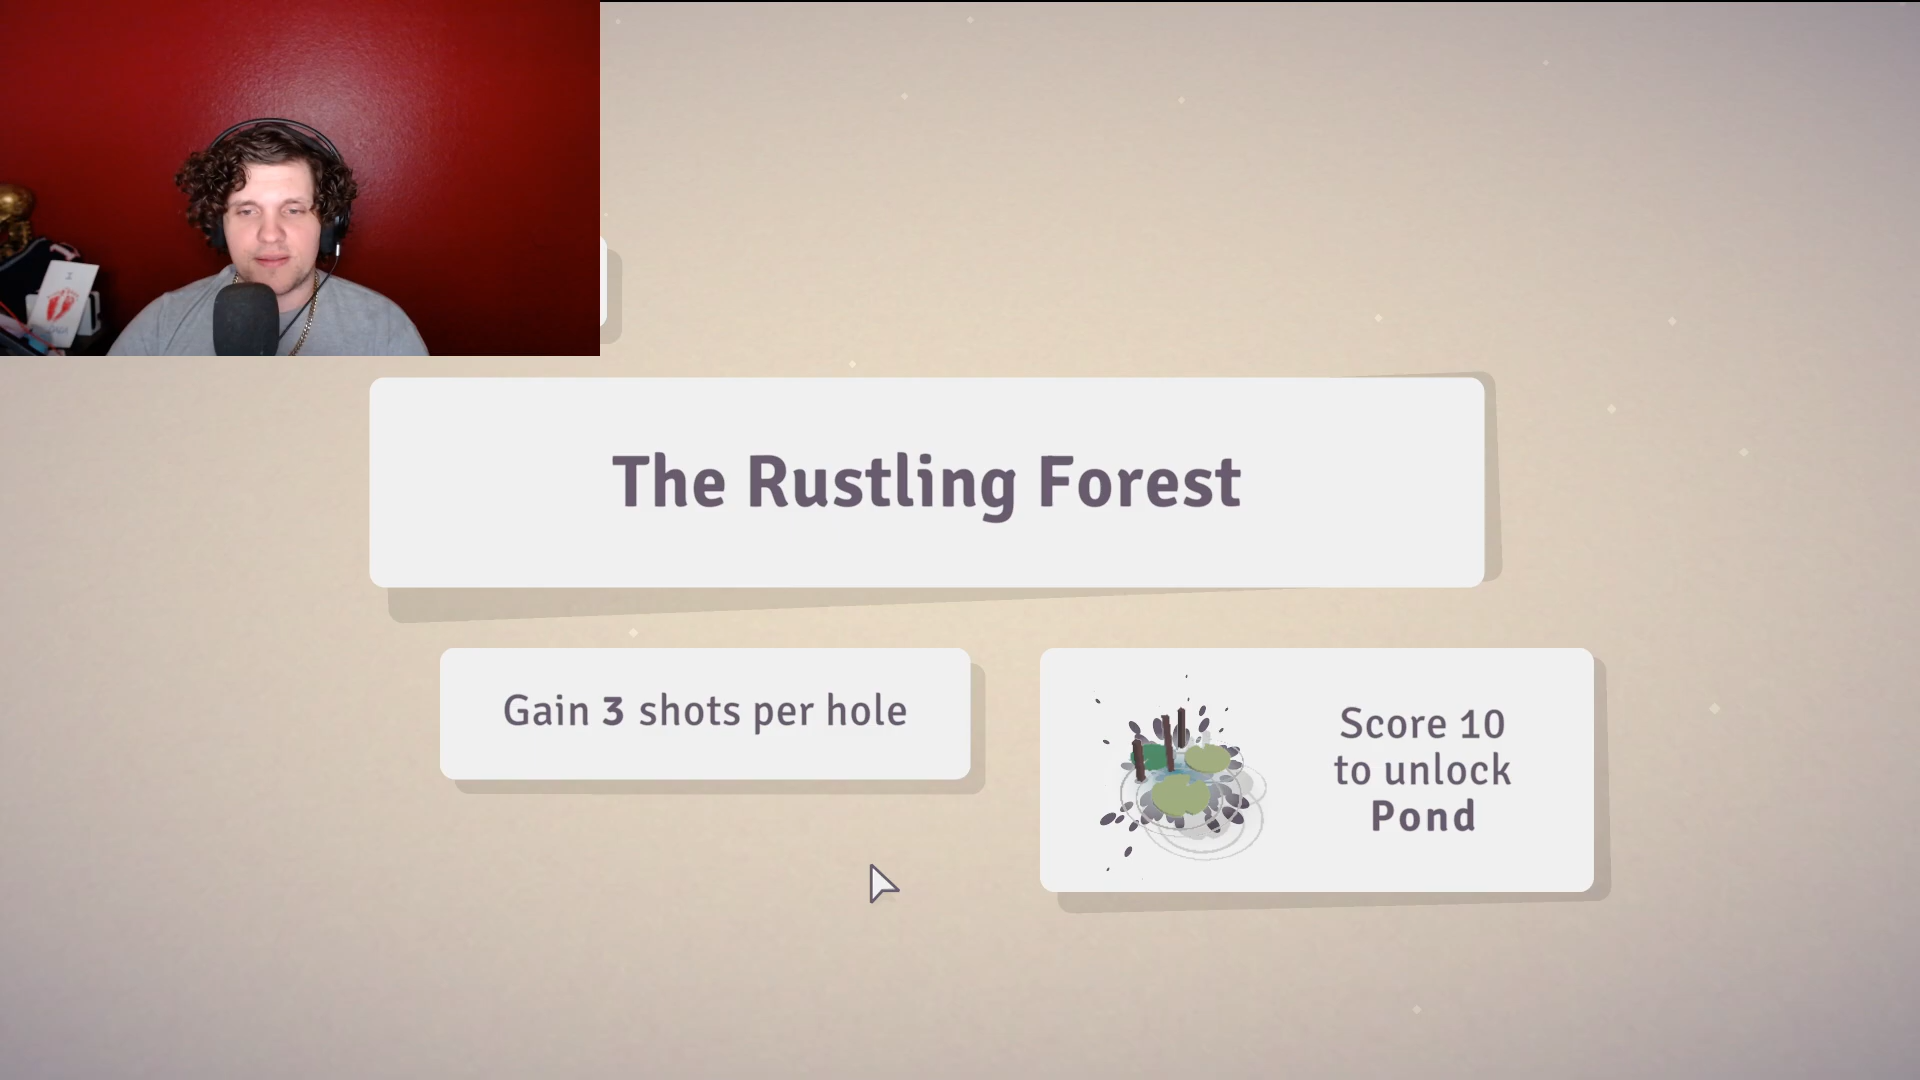 The Rustling Forest
Gain 3 shots per hole
Score 10
to unlock
Pond